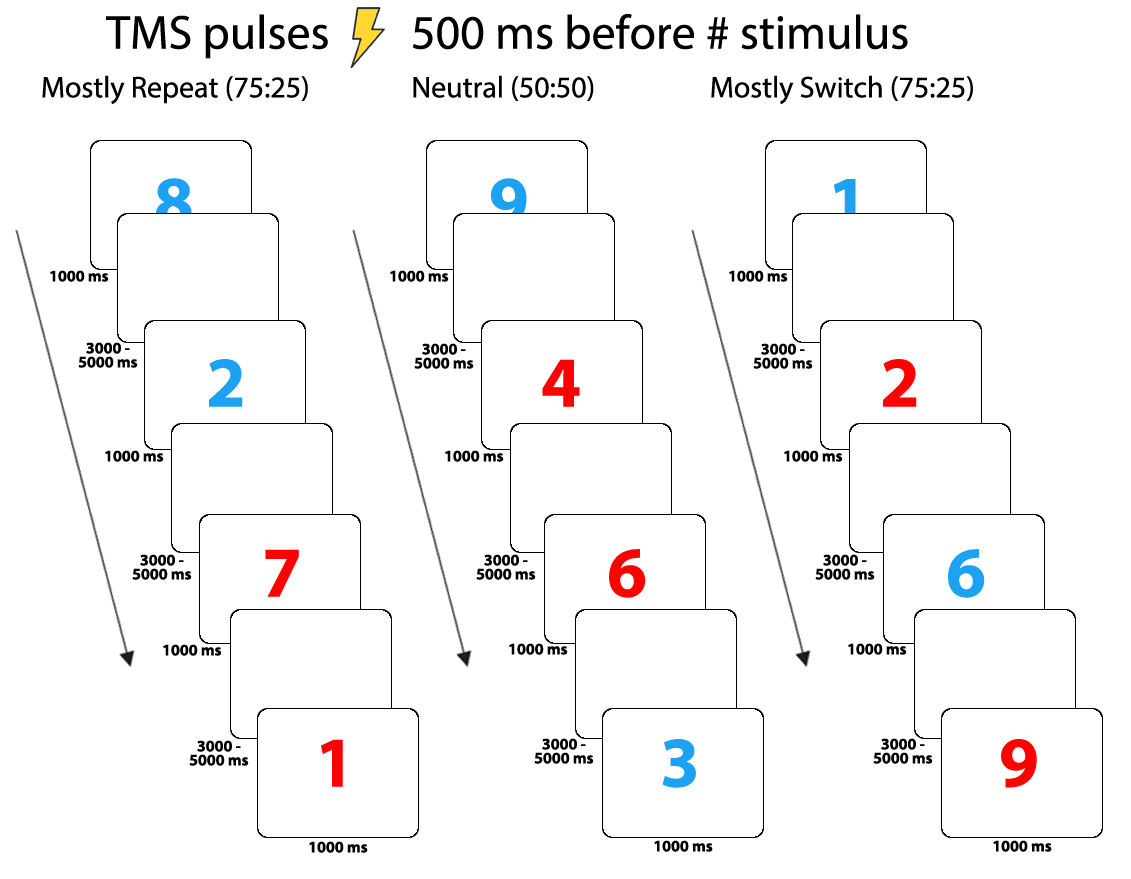 TMS pulses 500 ms before # stimulus
Mostly Repeat (75:25)
8
1000 ms
3000 -
5000 ms
2
1000 ms
3000 -
5000 ms
7
1000 ms
3000 -
5000 ms
1
1000 ms
Neutral (50:50)
9
1000 ms
3000 -
5000 ms
4
1000 ms
3000 -
5000 ms
6
1000 ms
3000 -
5000 ms
3
1000 ms
Mostly Switch (75:25)
1
1000 ms
3000 -
5000 ms
2
1000 ms
3000 -
5000 ms
6
1000 ms
3000 -
5000 ms
9
1000 ms